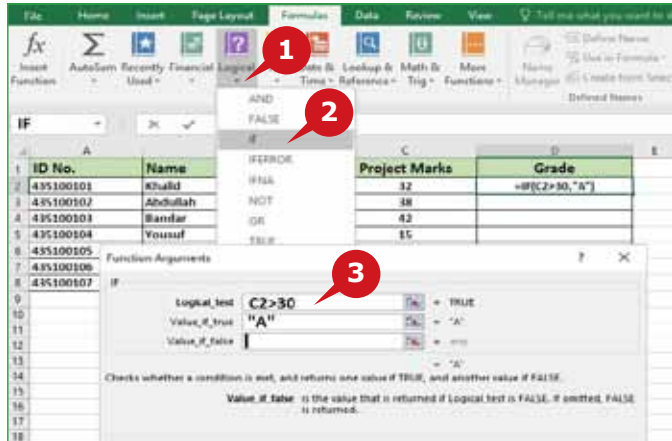 File Home Insert Page Layout Formulas Data Review View Tell me what you want to
fx Σ ? 1
Insert Function AutoSum Recently Used Financial Logical Time Lookup & Reference Math & Trig More Functions Name Manager Define Name Use in Formula Create from
Defined Names
AND
FALSE
2
IF
IF
IFERROR
IFNA
NOT
OR
TRUE
A C D E
1 ID No. Name Project Marks Grade
2 435100101 Khalid 32 =IF(C2>30,"A")
3 435100102 Abdullah 38
4 435100103 Bandar 42
5 435100104 Yousuf 15
6 435100105
7 435100106
8 435100107
Function Arguments ? ×
IF
3
Logical_test C2>30 = TRUE
Value_if_true "A" = "A"
Value_if_false =
= "A"
Checks whether a condition is met, and returns one value if TRUE, and another value if FALSE.
Value_if_false is the value that is returned if Logical_test is FALSE. If omitted, FALSE
is returned.
9
10
11
12
13
14
15
16
17
18